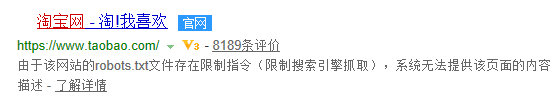 淘宝网 - 淘!我喜欢 官网
https://www.taobao.com/ V3 - 8189条评价
由于该网站的robots.txt文件存在限制指令（限制搜索引擎抓取），系统无法提供该页面的内容
描述 - 了解详情